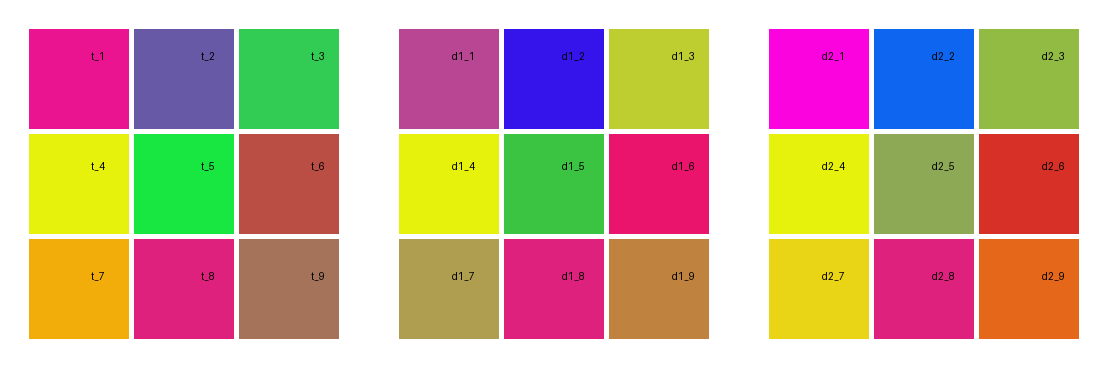 t_1 t_2 t_3 d1_1 d1_2 d1_3 d2_1 d2_2 d2_3
t_4 t_5 t_6 d1_4 d1_5 d1_6 d2_4 d2_5 d2_6
t_7 t_8 t_9 d1_7 d1_8 d1_9 d2_7 d2_8 d2_9